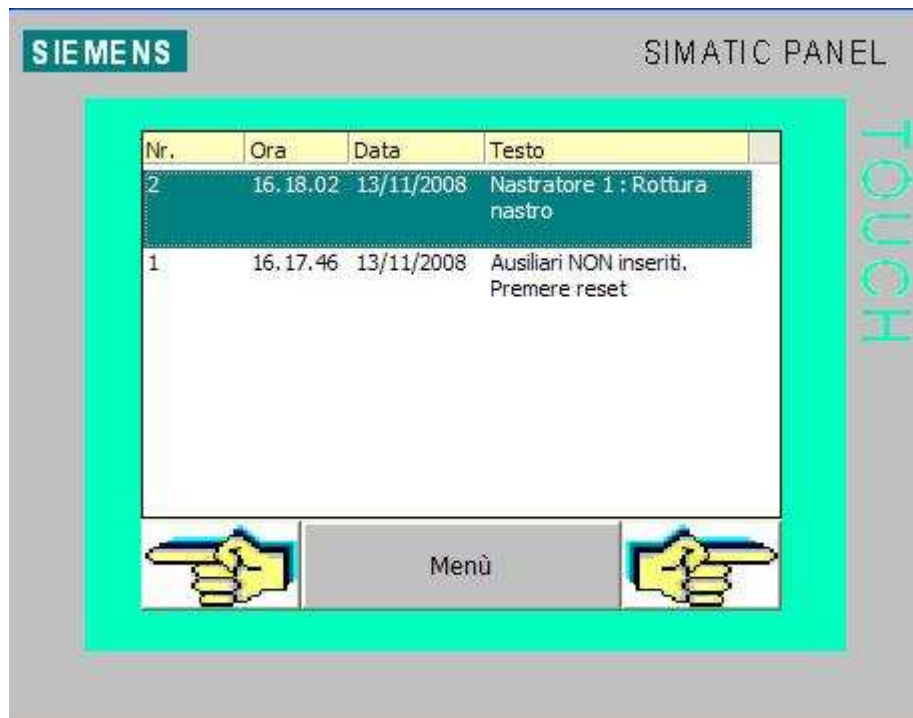 SIEMENS
SIMATIC PANEL
TOUCH
Nr. Ora Data Testo
2 16.18.02 13/11/2008 Nastratore 1 : Rottura
nastro
1 16.17.46 13/11/2008 Ausiliari NON inseriti.
Premere reset
Menù